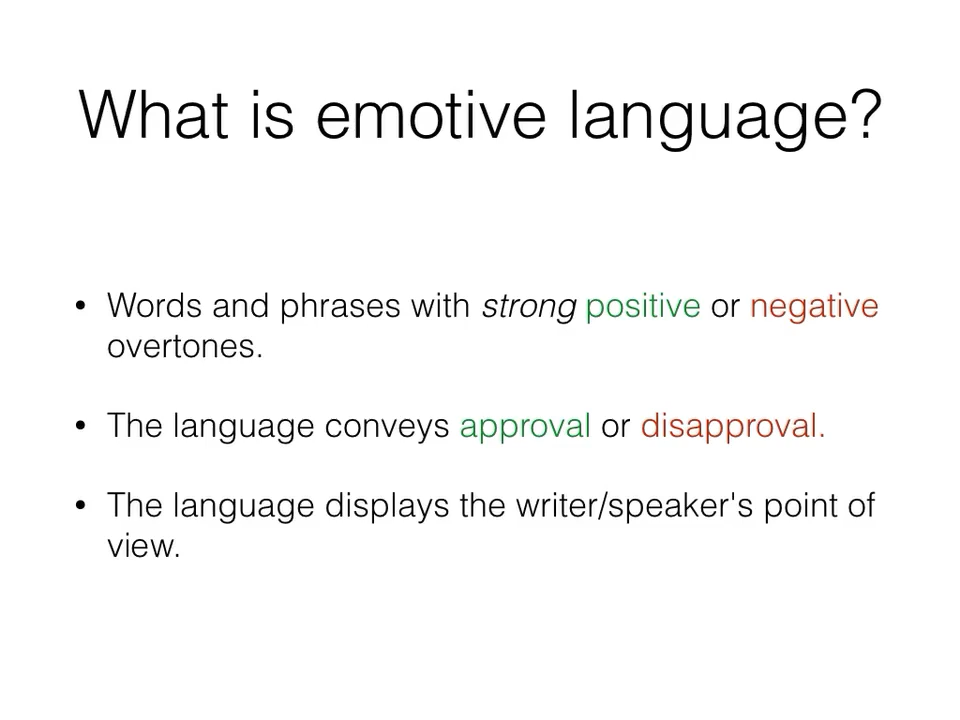 What is emotive language?
• Words and phrases with strong positive or negative
overtones.
• The language conveys approval or disapproval.
• The language displays the writer/speaker's point of
view.